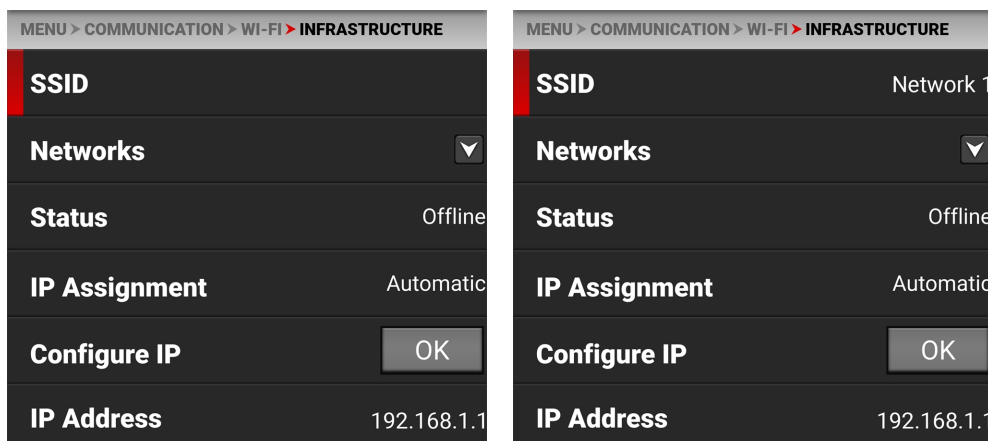 MENU > COMMUNICATION > WI-FI > INFRASTRUCTURE
SSID
Networks
Status Offline
IP Assignment Automatic
Configure IP OK
IP Address 192.168.1.1
MENU > COMMUNICATION > WI-FI > INFRASTRUCTURE
SSID Network 1
Networks
Status Offline
IP Assignment Automatic
Configure IP OK
IP Address 192.168.1.1